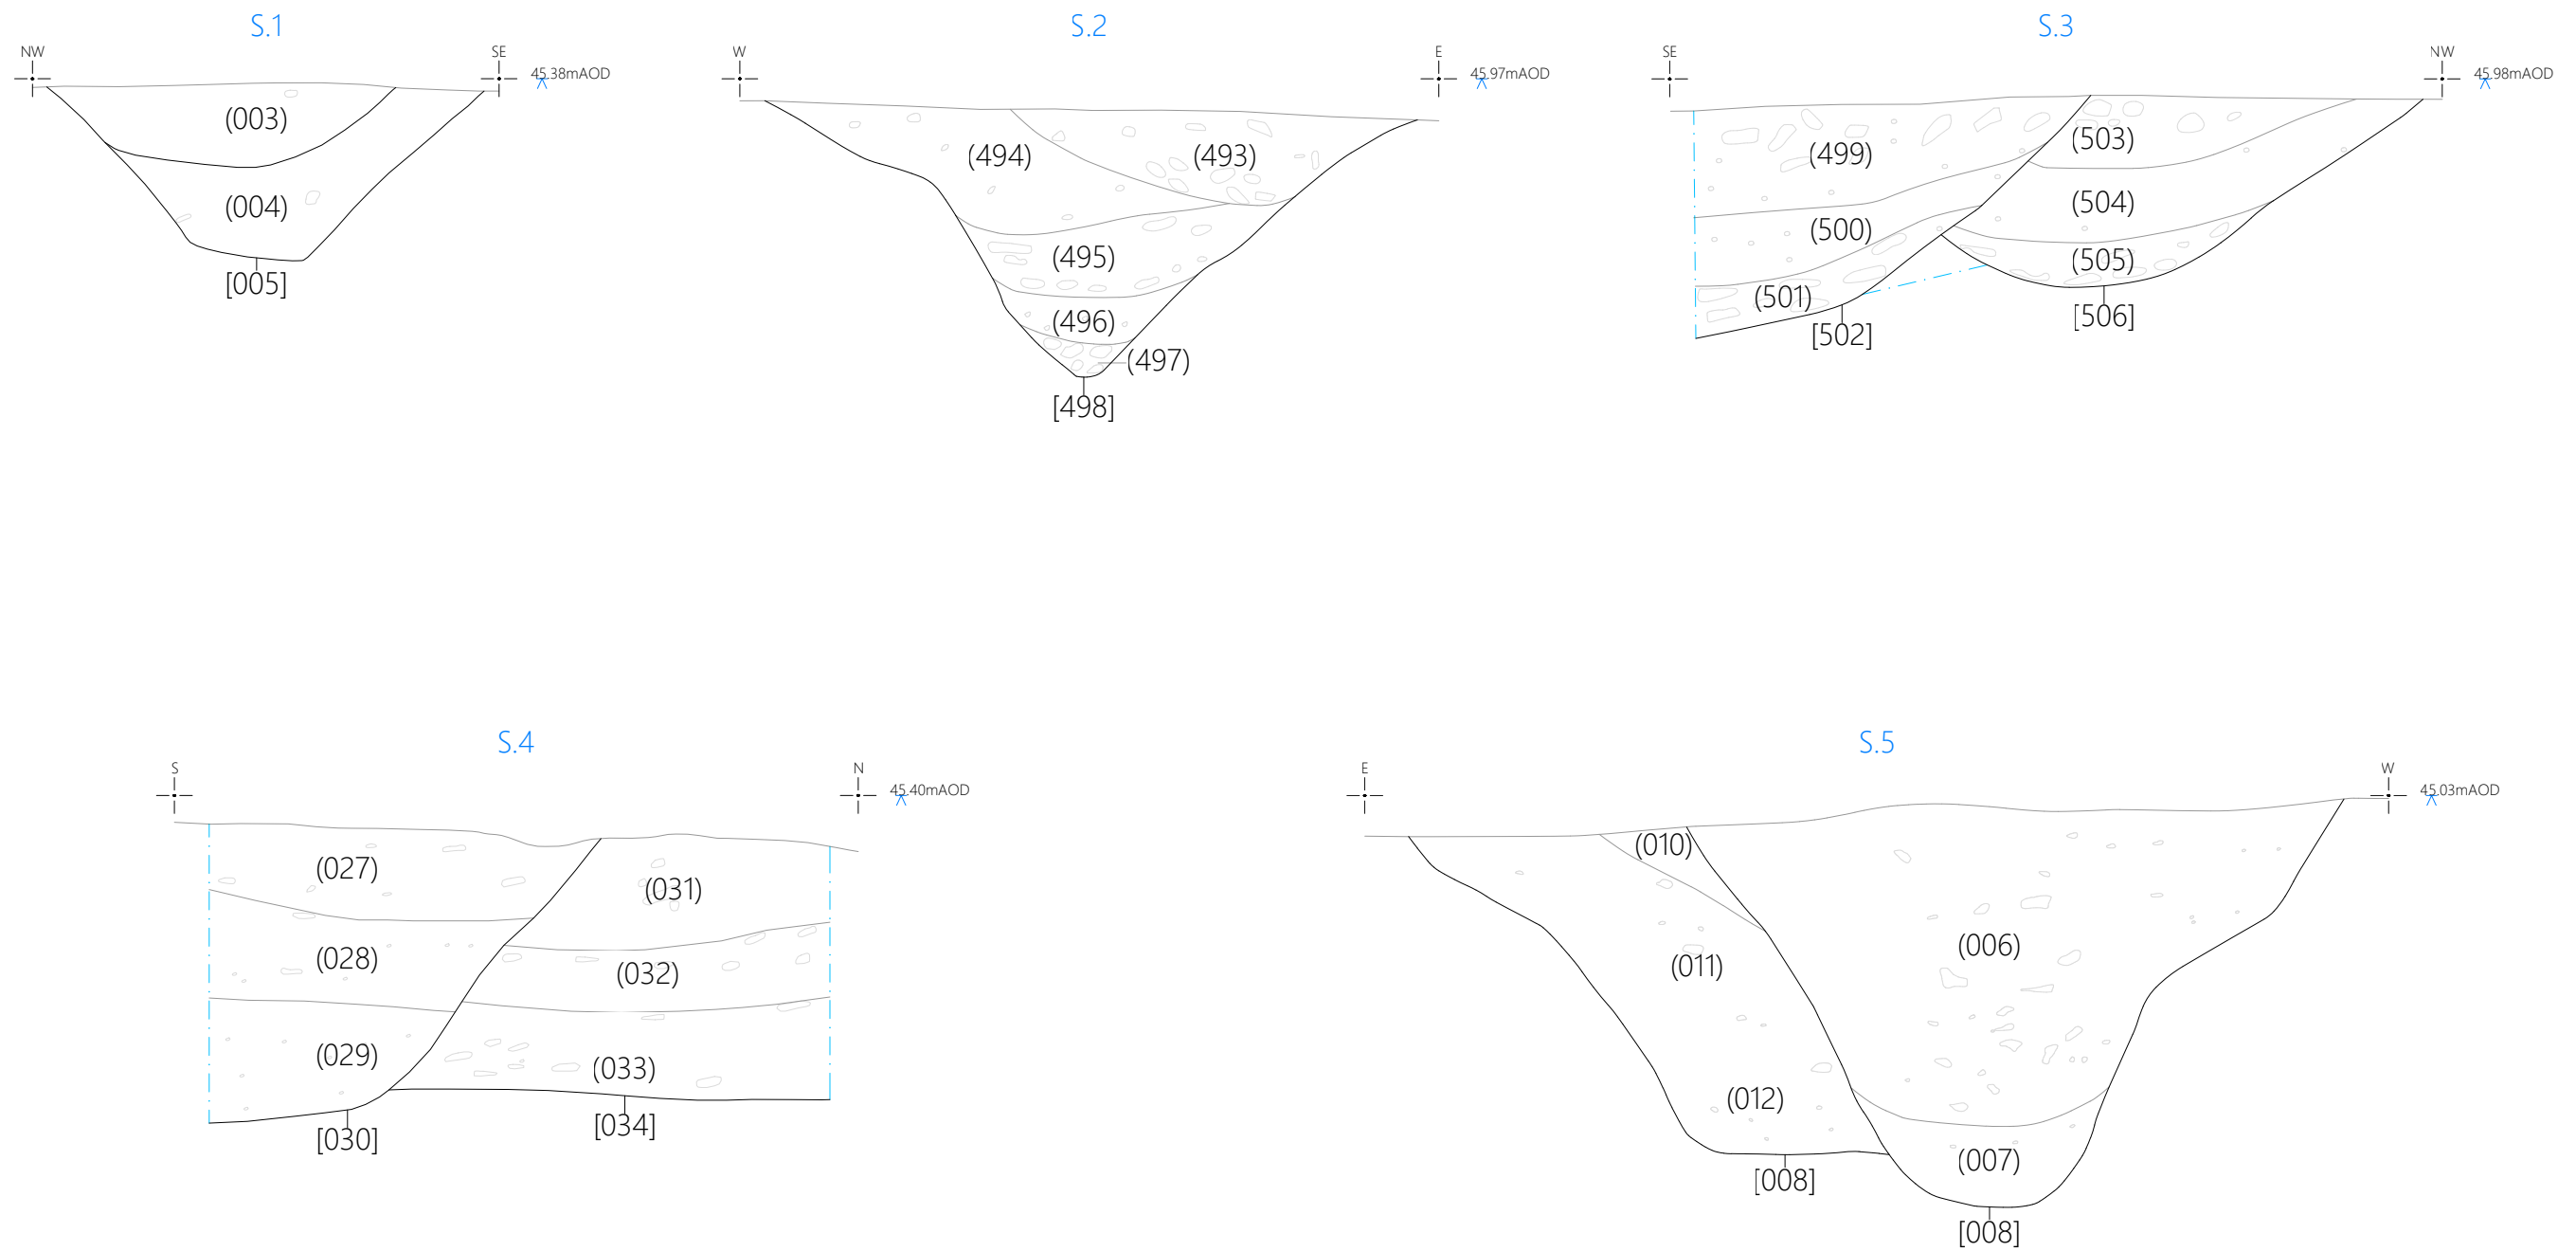 S.1
NW
SE
45.38mAOD
(003)
(004)
[005]
S.2
W
E
45.97mAOD
(494)
(493)
(495)
(496)
(497)
[498]
S.3
SE
NW
45.98mAOD
(499)
(503)
(500)
(504)
(505)
(501)
[502]
[506]
S.4
S
N
45.40mAOD
(027)
(031)
(028)
(032)
(029)
(033)
[030]
[034]
S.5
E
W
45.03mAOD
(010)
(006)
(011)
(012)
(007)
[008]
[008]